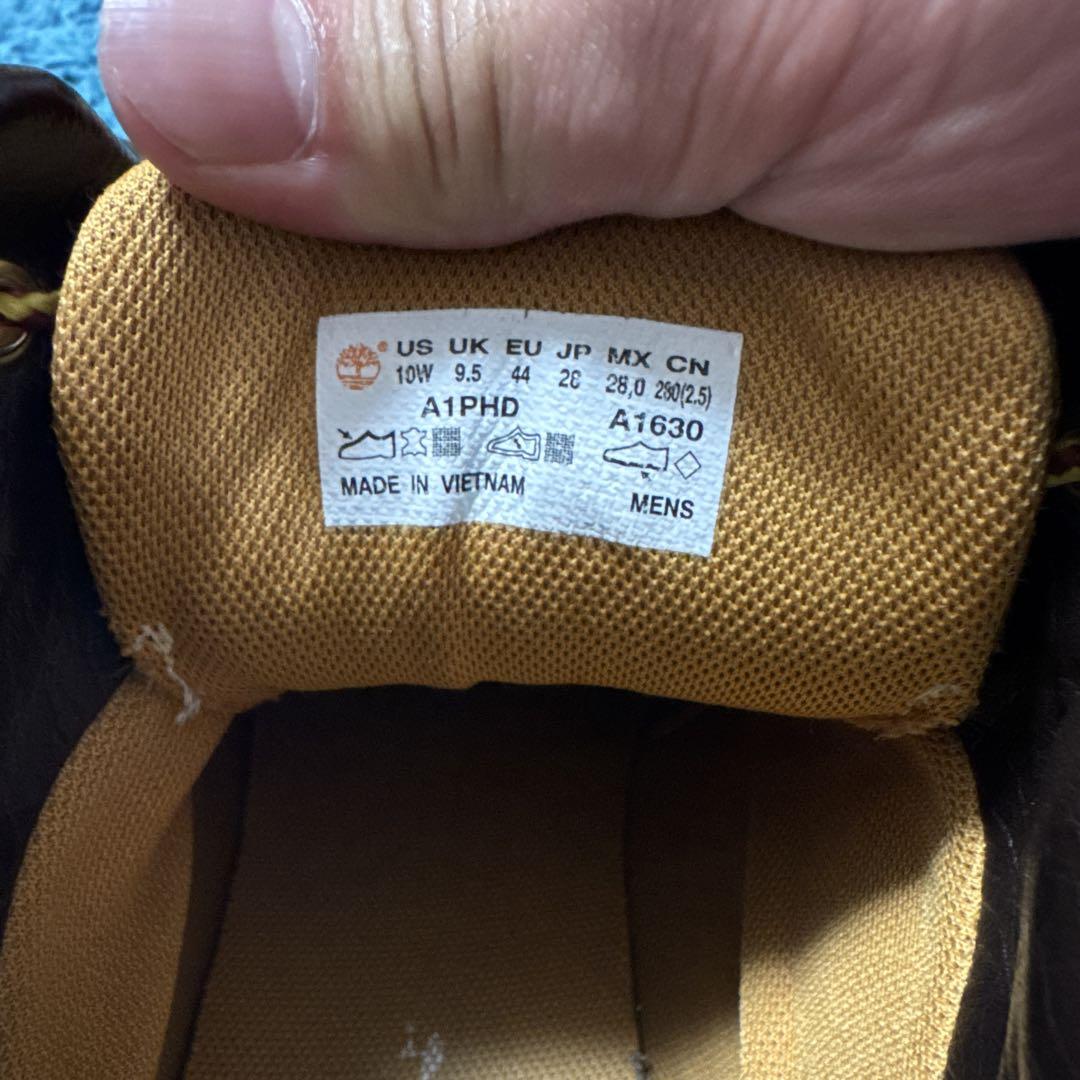 ® US UK EU JP MX CN
10W 9.5 44 28 28,0 280(2.5)
A1PHD A1630
MADE IN VIETNAM
MENS